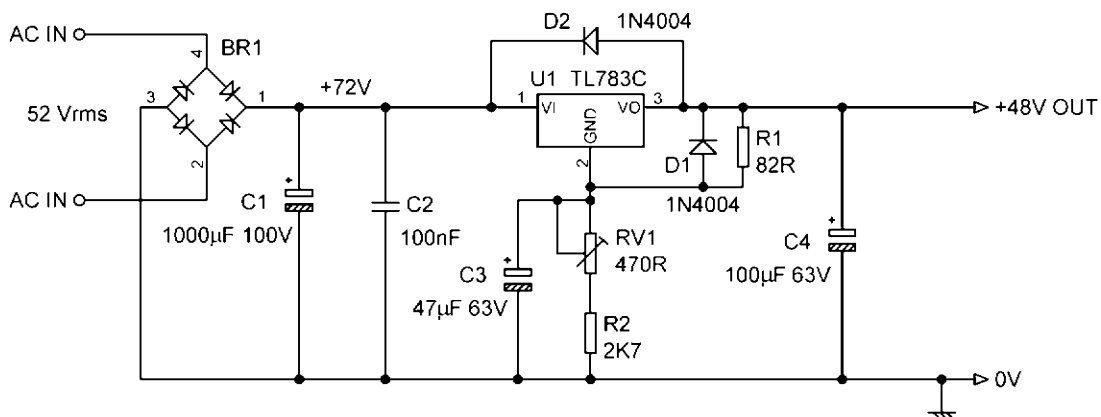 D2
1N4004
AC IN
BR1
4
3
1
2
+72V
U1 TL783C
1
VI
VO
3
GND
2
+48V OUT
52 Vrms
R1
82R
D1
1N4004
AC IN
+
C1
1000µF 100V
C2
100nF
+
C3
47µF 63V
RV1
470R
+
C4
100µF 63V
R2
2K7
0V